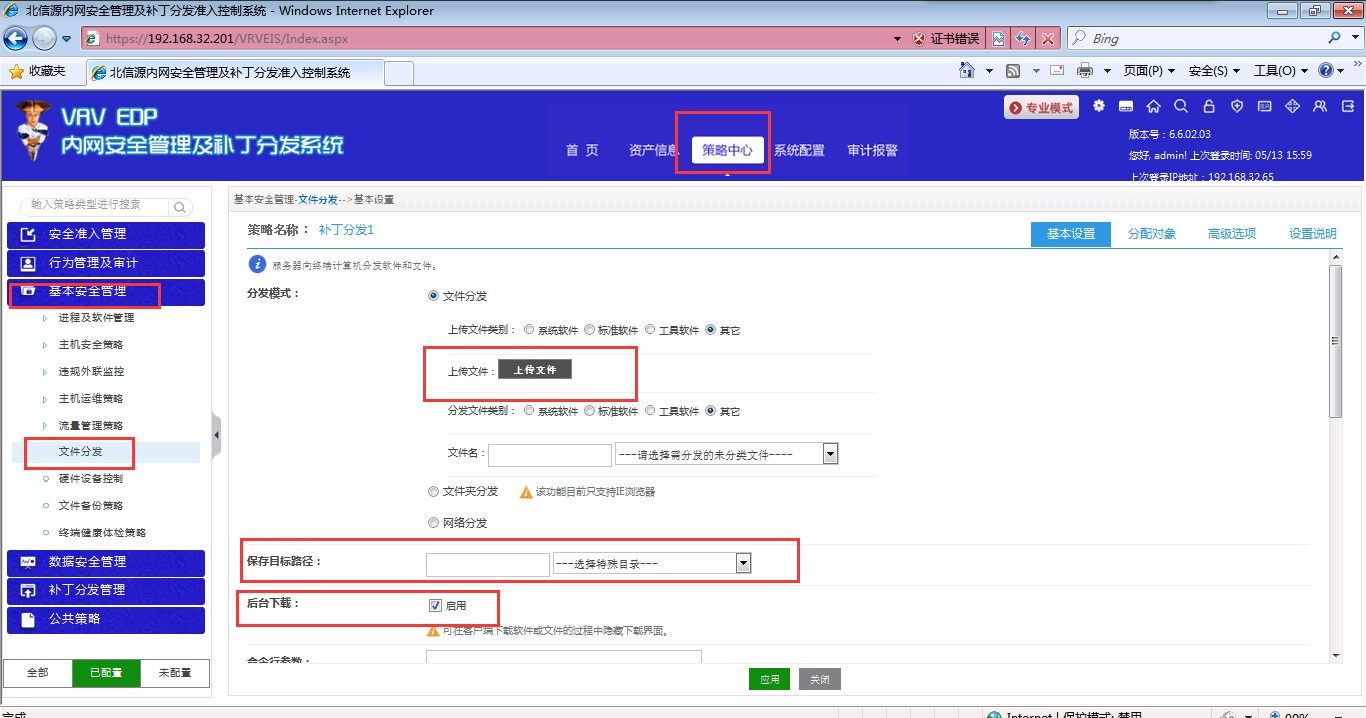 北信源内网安全管理及补丁分发准入控制系统 - Windows Internet Explorer
https://192.168.32.201/VRVEIS/Index.aspx
证书错误
Bing
收藏夹
北信源内网安全管理及补丁分发准入控制系统
页面(P) 安全(S) 工具(O)
VRV EDP
内网安全管理及补丁分发系统
首 页 资产信息 策略中心 系统配置 审计报警
专业模式
版本号：6.6.02.03
您好, admin! 上次登录时间: 05/13 15:59
上次登录IP地址：192.168.32.65
输入策略类型进行搜索
安全准入管理
行为管理及审计
基本安全管理
进程及软件管理
主机安全策略
违规外联监控
主机运维策略
流量管理策略
文件分发
硬件设备控制
文件备份策略
终端健康体检策略
数据安全管理
补丁分发管理
公共策略
全部 已配置 未配置
基本安全管理·文件分发-->基本设置
策略名称： 补丁分发1
基本设置 分配对象 高级选项 设置说明
服务器向终端计算机分发软件和文件。
分发模式： 文件分发
上传文件类别： 系统软件 标准软件 工具软件 其它
上传文件： 上传文件
分发文件类别： 系统软件 标准软件 工具软件 其它
文件名： ---请选择需分发的未分类文件----
文件夹分发 该功能目前只支持IE浏览器
网络分发
保存目标路径： ---选择特殊目录---
后台下载： 启用
可在客户端下载软件或文件的过程中隐藏下载界面。
命令行参数：
应用 关闭
完成
Internet | 保护模式: 禁用
90%